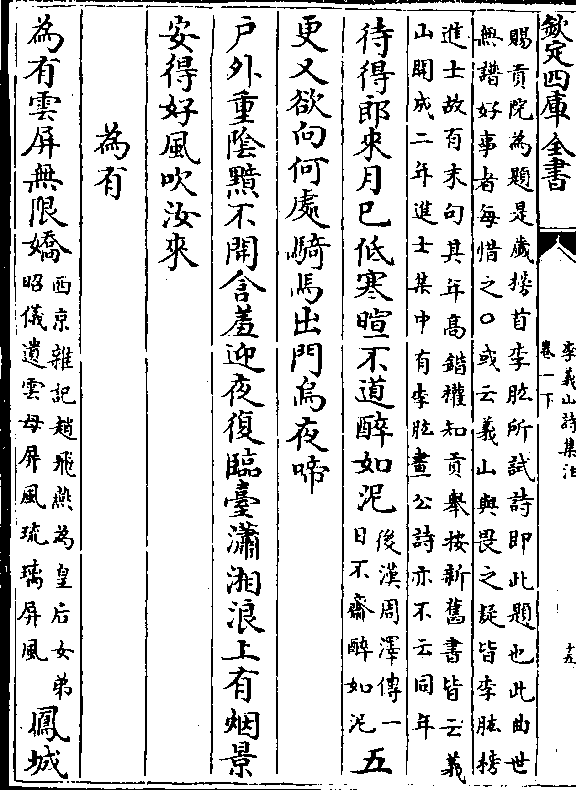 欽定四庫全書
李義山詩集注
卷一下
十五
賜貢院為題是歲榜首李肱所試詩即此題也此曲世
無譜好事者每惜之○或云義山與畏之疑皆李肱榜
進士故有末句其年高鍇權知貢舉按新舊書皆云義
山開成二年進士集中有李肱畫公詩亦不云同年
待得郎來月已低寒暄不道醉如泥後漢周澤傳一日不齋醉如泥五
更又欲向何處騎馬出門烏夜啼
户外重陰黯不開含羞迎夜復臨臺瀟湘浪上有烟景
安得好風吹汝來
為有
為有雲屏無限嬌西京雜記趙飛燕為皇后女弟昭儀遺雲母屏風琉璃屏風鳳城